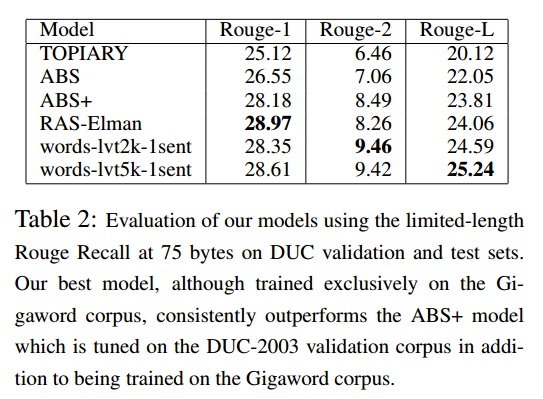 Model Rouge-1 Rouge-2 Rouge-L
TOPIARY 25.12 6.46 20.12
ABS 26.55 7.06 22.05
ABS+ 28.18 8.49 23.81
RAS-Elman 28.97 8.26 24.06
words-lvt2k-1sent 28.35 9.46 24.59
words-lvt5k-1sent 28.61 9.42 25.24
Table 2: Evaluation of our models using the limited-length
Rouge Recall at 75 bytes on DUC validation and test sets.
Our best model, although trained exclusively on the Gi-
gaword corpus, consistently outperforms the ABS+ model
which is tuned on the DUC-2003 validation corpus in addi-
tion to being trained on the Gigaword corpus.